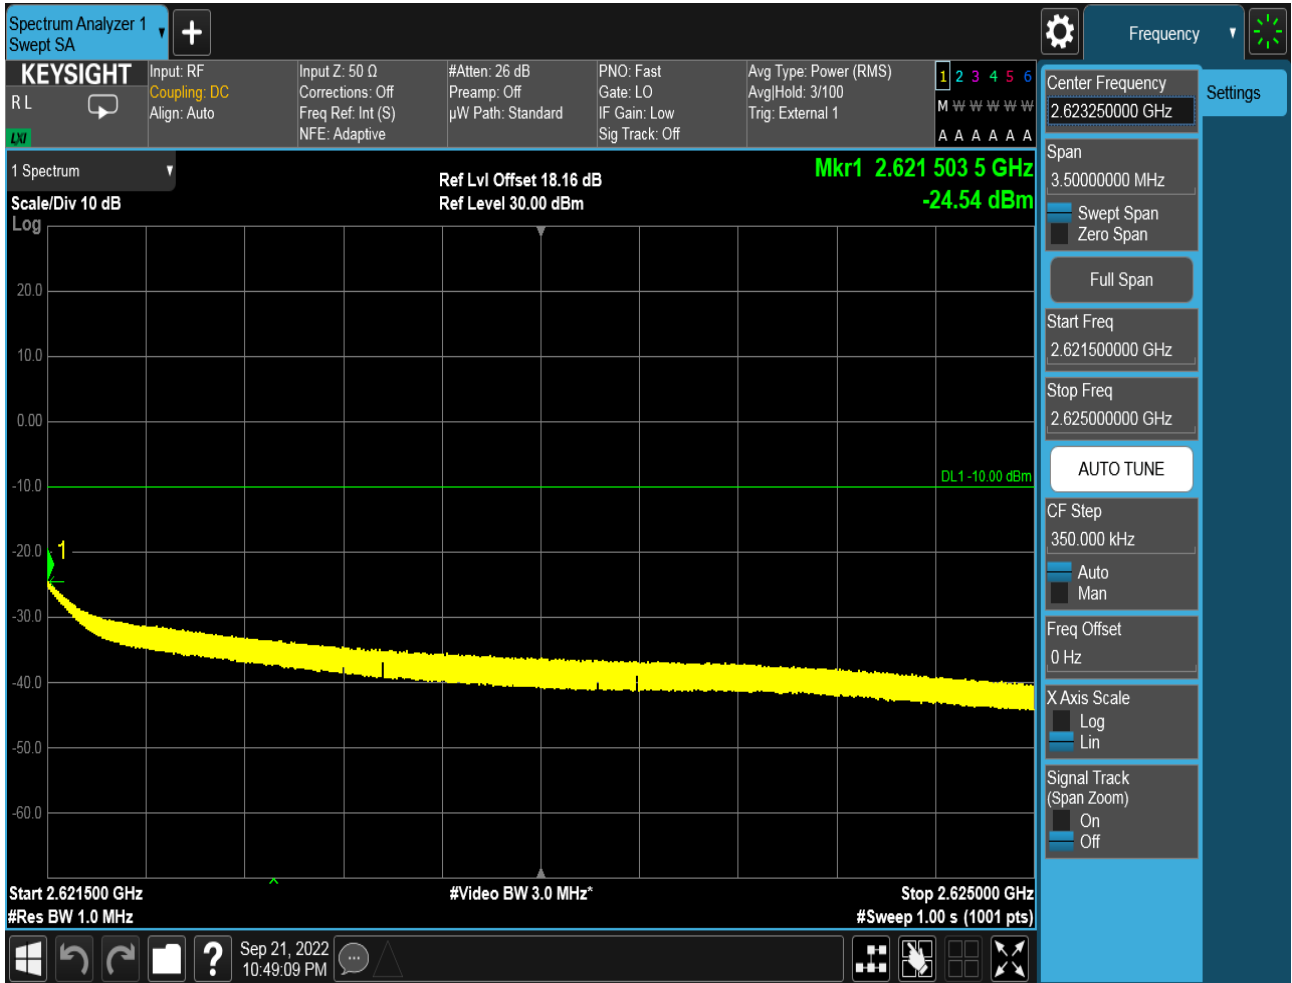 Spectrum Analyzer 1
Swept SA
Frequency
KEYSIGHT
R L
LXI
Input: RF
Coupling: DC
Align: Auto
Input Z: 50 Ω
Corrections: Off
Freq Ref: Int (S)
NFE: Adaptive
#Atten: 26 dB
Preamp: Off
µW Path: Standard
PNO: Fast
Gate: LO
IF Gain: Low
Sig Track: Off
Avg Type: Power (RMS)
Avg|Hold: 3/100
Trig: External 1
1 2 3 4 5 6
M W W W W W
A A A A A A
1 Spectrum
Scale/Div 10 dB
Log
Ref Lvl Offset 18.16 dB
Ref Level 30.00 dBm
Mkr1 2.621 503 5 GHz
-24.54 dBm
20.0
10.0
0.00
-10.0
-20.0
-30.0
-40.0
-50.0
-60.0
DL1 -10.00 dBm
1
Start 2.621500 GHz
#Video BW 3.0 MHz*
Stop 2.625000 GHz
#Res BW 1.0 MHz
#Sweep 1.00 s (1001 pts)
Center Frequency
2.623250000 GHz
Settings
Span
3.50000000 MHz
Swept Span
Zero Span
Full Span
Start Freq
2.621500000 GHz
Stop Freq
2.625000000 GHz
AUTO TUNE
CF Step
350.000 kHz
Auto
Man
Freq Offset
0 Hz
X Axis Scale
Log
Lin
Signal Track
(Span Zoom)
On
Off
?
Sep 21, 2022
10:49:09 PM